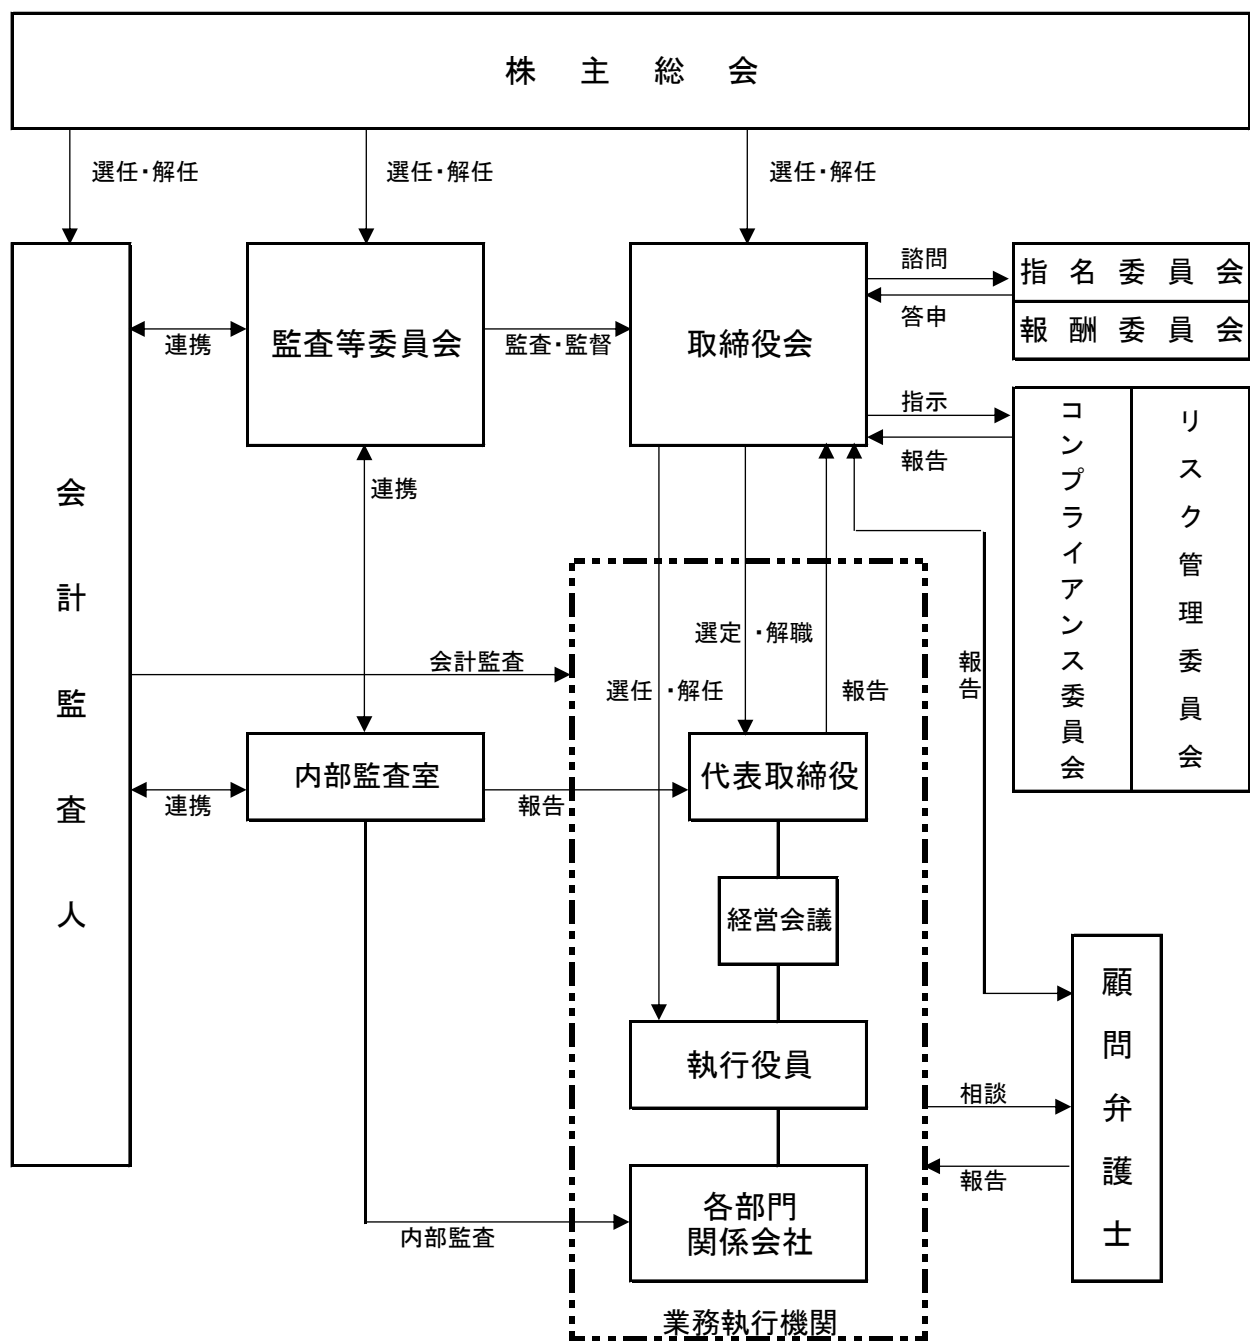 株主総会
選任・解任
選任・解任
選任・解任
諮問
答申
指名委員会
報酬委員会
監査等委員会
取締役会
連携
監査・監督
指示
報告
コンプライアンス委員会
リスク管理委員会
会計監査人
連携
選定・解職
会計監査
選任・解任
報告
報告
内部監査室
代表取締役
連携
報告
経営会議
顧問弁護士
執行役員
相談
報告
各部門
関係会社
内部監査
業務執行機関